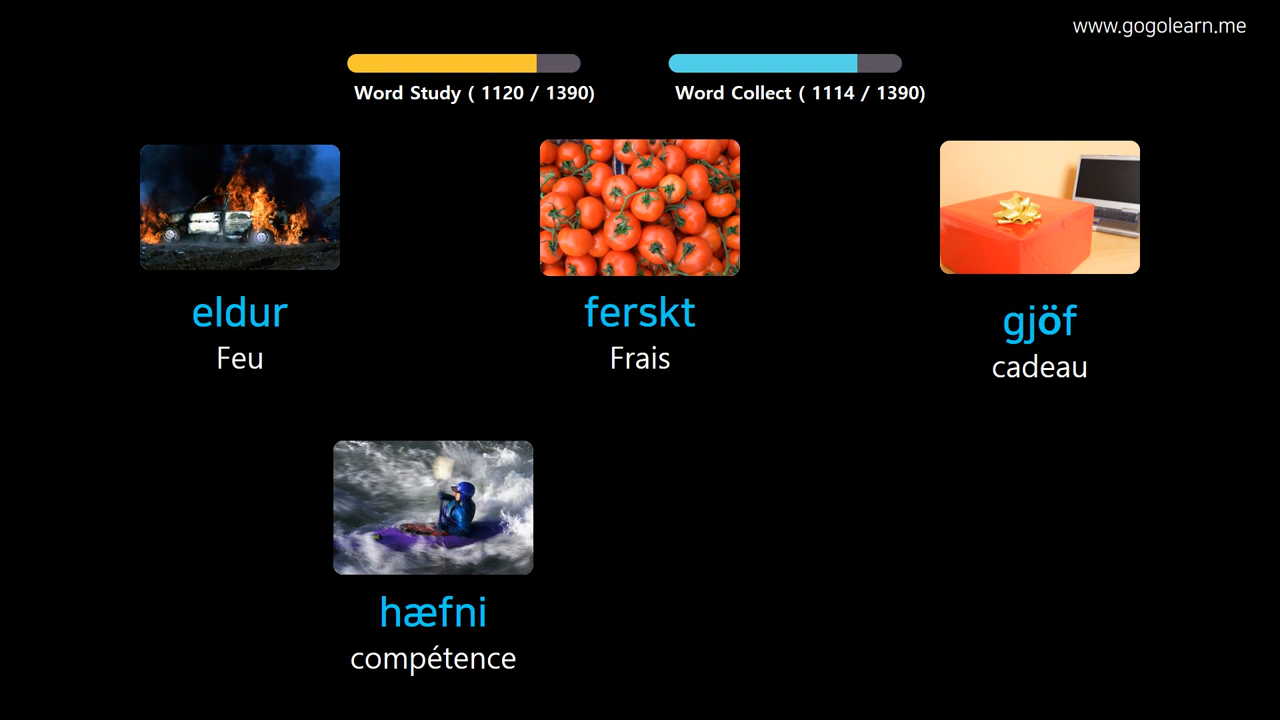 www.gogolearn.me
Word Study ( 1120 / 1390)
Word Collect ( 1114 / 1390)
eldur
Feu
ferskt
Frais
gjöf
cadeau
hæfni
compétence